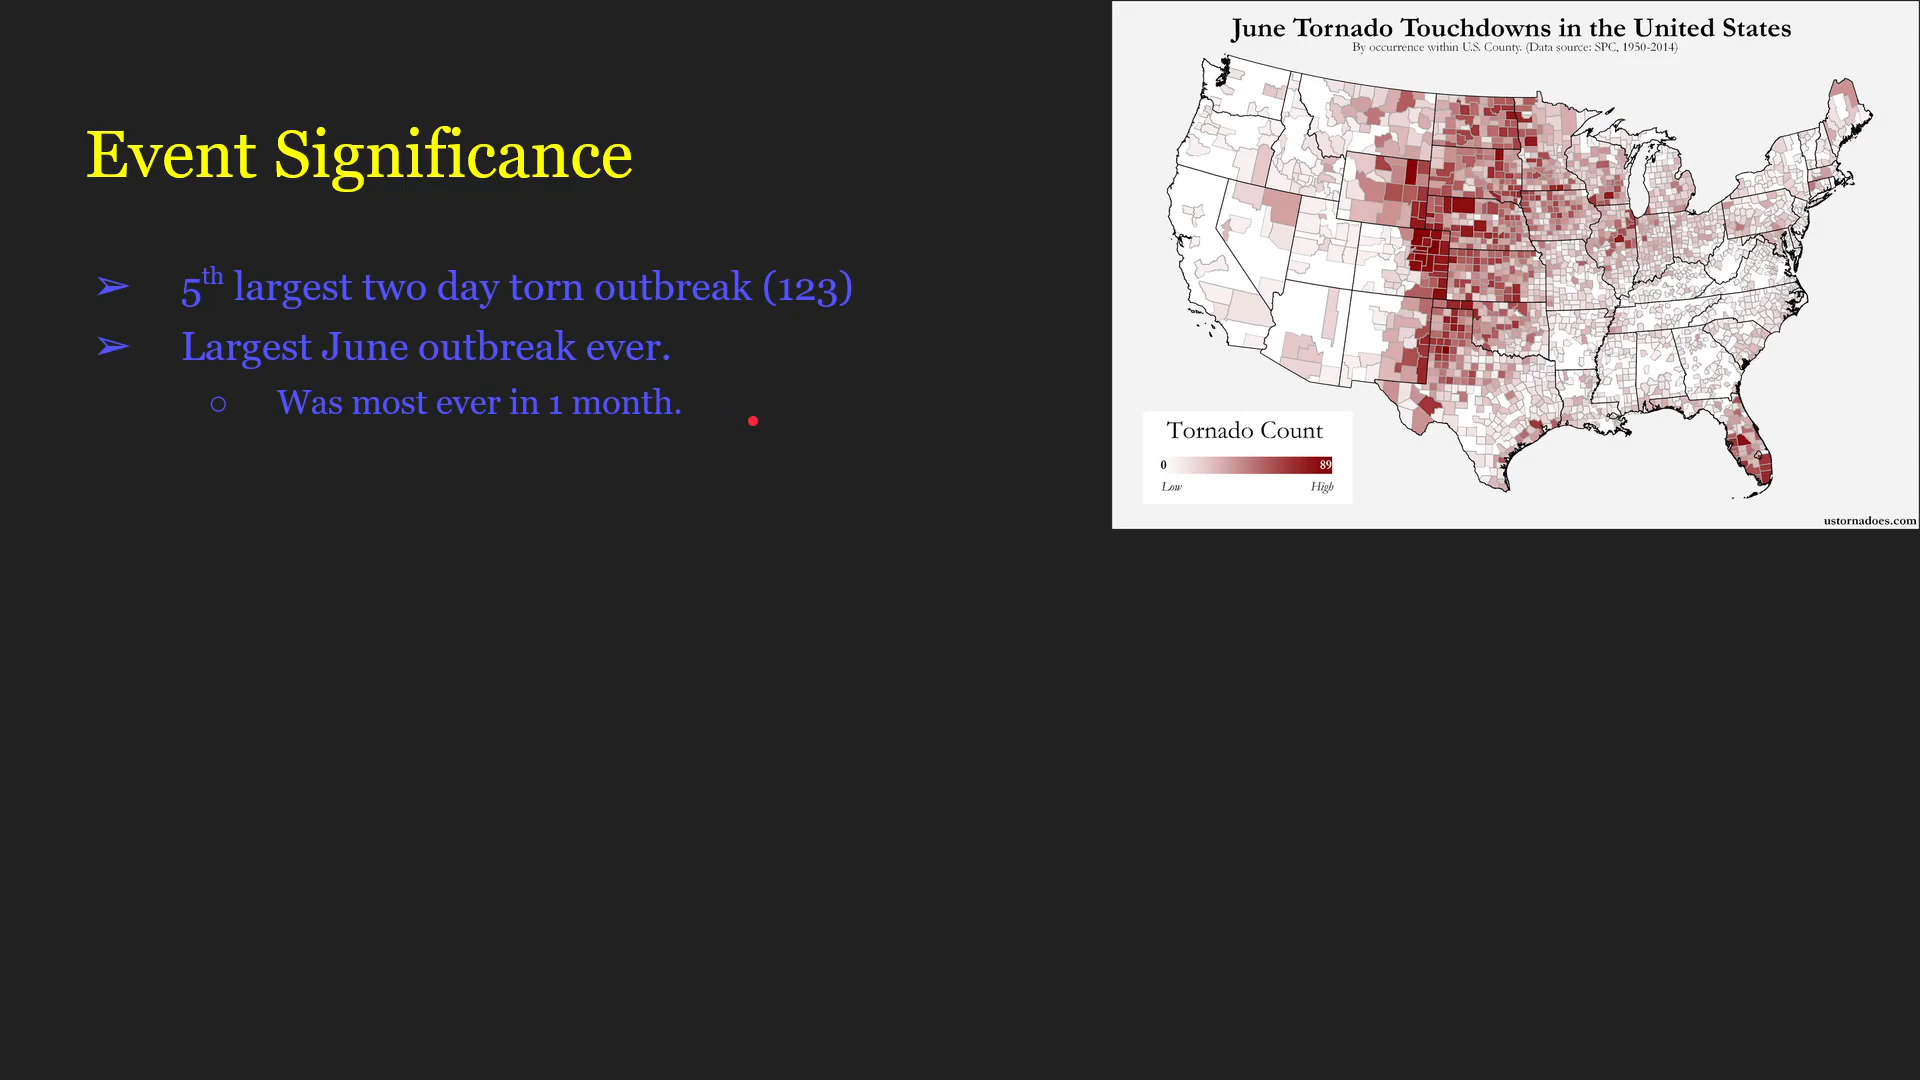 Event Significance
➢ 5th largest two day torn outbreak (123)
➢ Largest June outbreak ever.
○ Was most ever in 1 month.
June Tornado Touchdowns in the United States
By occurrence within U.S. County. (Data source: SPC, 1950-2014)
Tornado Count
0 89
Low High
ustornadoes.com